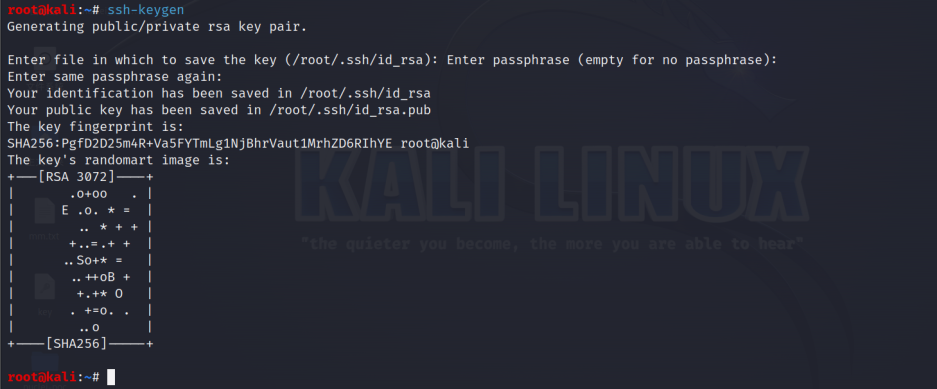 root@kali:~# ssh-keygen
Generating public/private rsa key pair.
Enter file in which to save the key (/root/.ssh/id_rsa): Enter passphrase (empty for no passphrase):
Enter same passphrase again:
Your identification has been saved in /root/.ssh/id_rsa
Your public key has been saved in /root/.ssh/id_rsa.pub
The key fingerprint is:
SHA256:PgfD2D25m4R+Va5FYTmLg1NjBhrVaut1MrhZD6RIhYE root@kali
The key's randomart image is:
+---[RSA 3072]----+
|       .o+oo   . |
|      E .o. * =  |
|        .. * + + |
|       +..=.+ +  |
|      ..So+* =   |
|       ..++oB +  |
|        +.+* O   |
|       . +=o. .  |
|        ..o      |
+----[SHA256]-----+
root@kali:~#
KALI LINUX
"the quieter you become, the more you are able to hear"